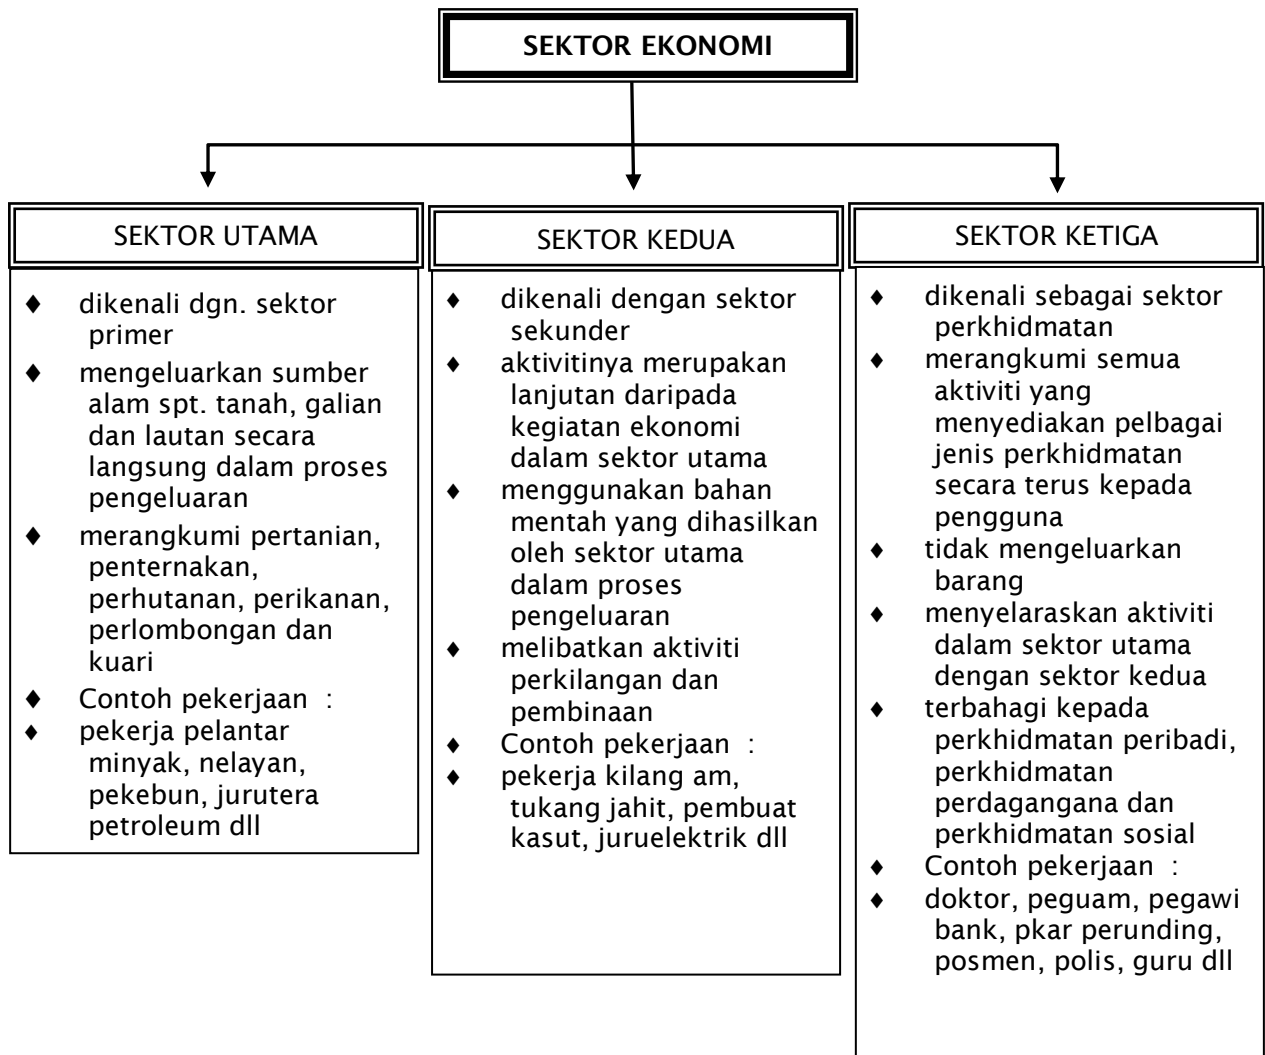 SEKTOR EKONOMI
SEKTOR UTAMA
♦ dikenali dgn. sektor
primer
♦ mengeluarkan sumber
alam spt. tanah, galian
dan lautan secara
langsung dalam proses
pengeluaran
♦ merangkumi pertanian,
penternakan,
perhutanan, perikanan,
perlombongan dan
kuari
♦ Contoh pekerjaan :
♦ pekerja pelantar
minyak, nelayan,
pekebun, jurutera
petroleum dll
SEKTOR KEDUA
♦ dikenali dengan sektor
sekunder
♦ aktivitinya merupakan
lanjutan daripada
kegiatan ekonomi
dalam sektor utama
♦ menggunakan bahan
mentah yang dihasilkan
oleh sektor utama
dalam proses
pengeluaran
♦ melibatkan aktiviti
perkilangan dan
pembinaan
♦ Contoh pekerjaan :
♦ pekerja kilang am,
tukang jahit, pembuat
kasut, juruelektrik dll
SEKTOR KETIGA
♦ dikenali sebagai sektor
perkhidmatan
♦ merangkumi semua
aktiviti yang
menyediakan pelbagai
jenis perkhidmatan
secara terus kepada
pengguna
♦ tidak mengeluarkan
barang
♦ menyelaraskan aktiviti
dalam sektor utama
dengan sektor kedua
♦ terbahagi kepada
perkhidmatan peribadi,
perkhidmatan
perdagangana dan
perkhidmatan sosial
♦ Contoh pekerjaan :
♦ doktor, peguam, pegawi
bank, pkar perunding,
posmen, polis, guru dll